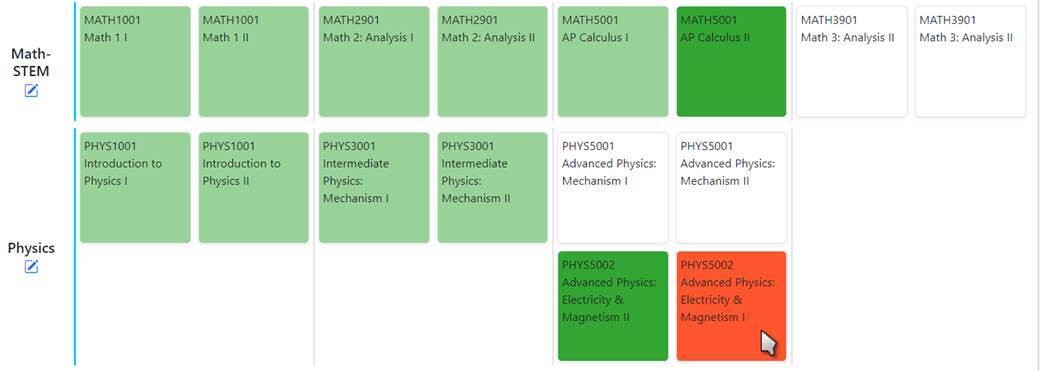 Math-
STEM
MATH1001
Math 1 I
MATH1001
Math 1 II
MATH2901
Math 2: Analysis I
MATH2901
Math 2: Analysis II
MATH5001
AP Calculus I
MATH5001
AP Calculus II
MATH3901
Math 3: Analysis II
MATH3901
Math 3: Analysis II
Physics
PHYS1001
Introduction to
Physics I
PHYS1001
Introduction to
Physics II
PHYS3001
Intermediate
Physics:
Mechanism I
PHYS3001
Intermediate
Physics:
Mechanism II
PHYS5001
Advanced Physics:
Mechanism I
PHYS5001
Advanced Physics:
Mechanism II
PHYS5002
Advanced Physics:
Electricity &
Magnetism II
PHYS5002
Advanced Physics:
Electricity &
Magnetism I